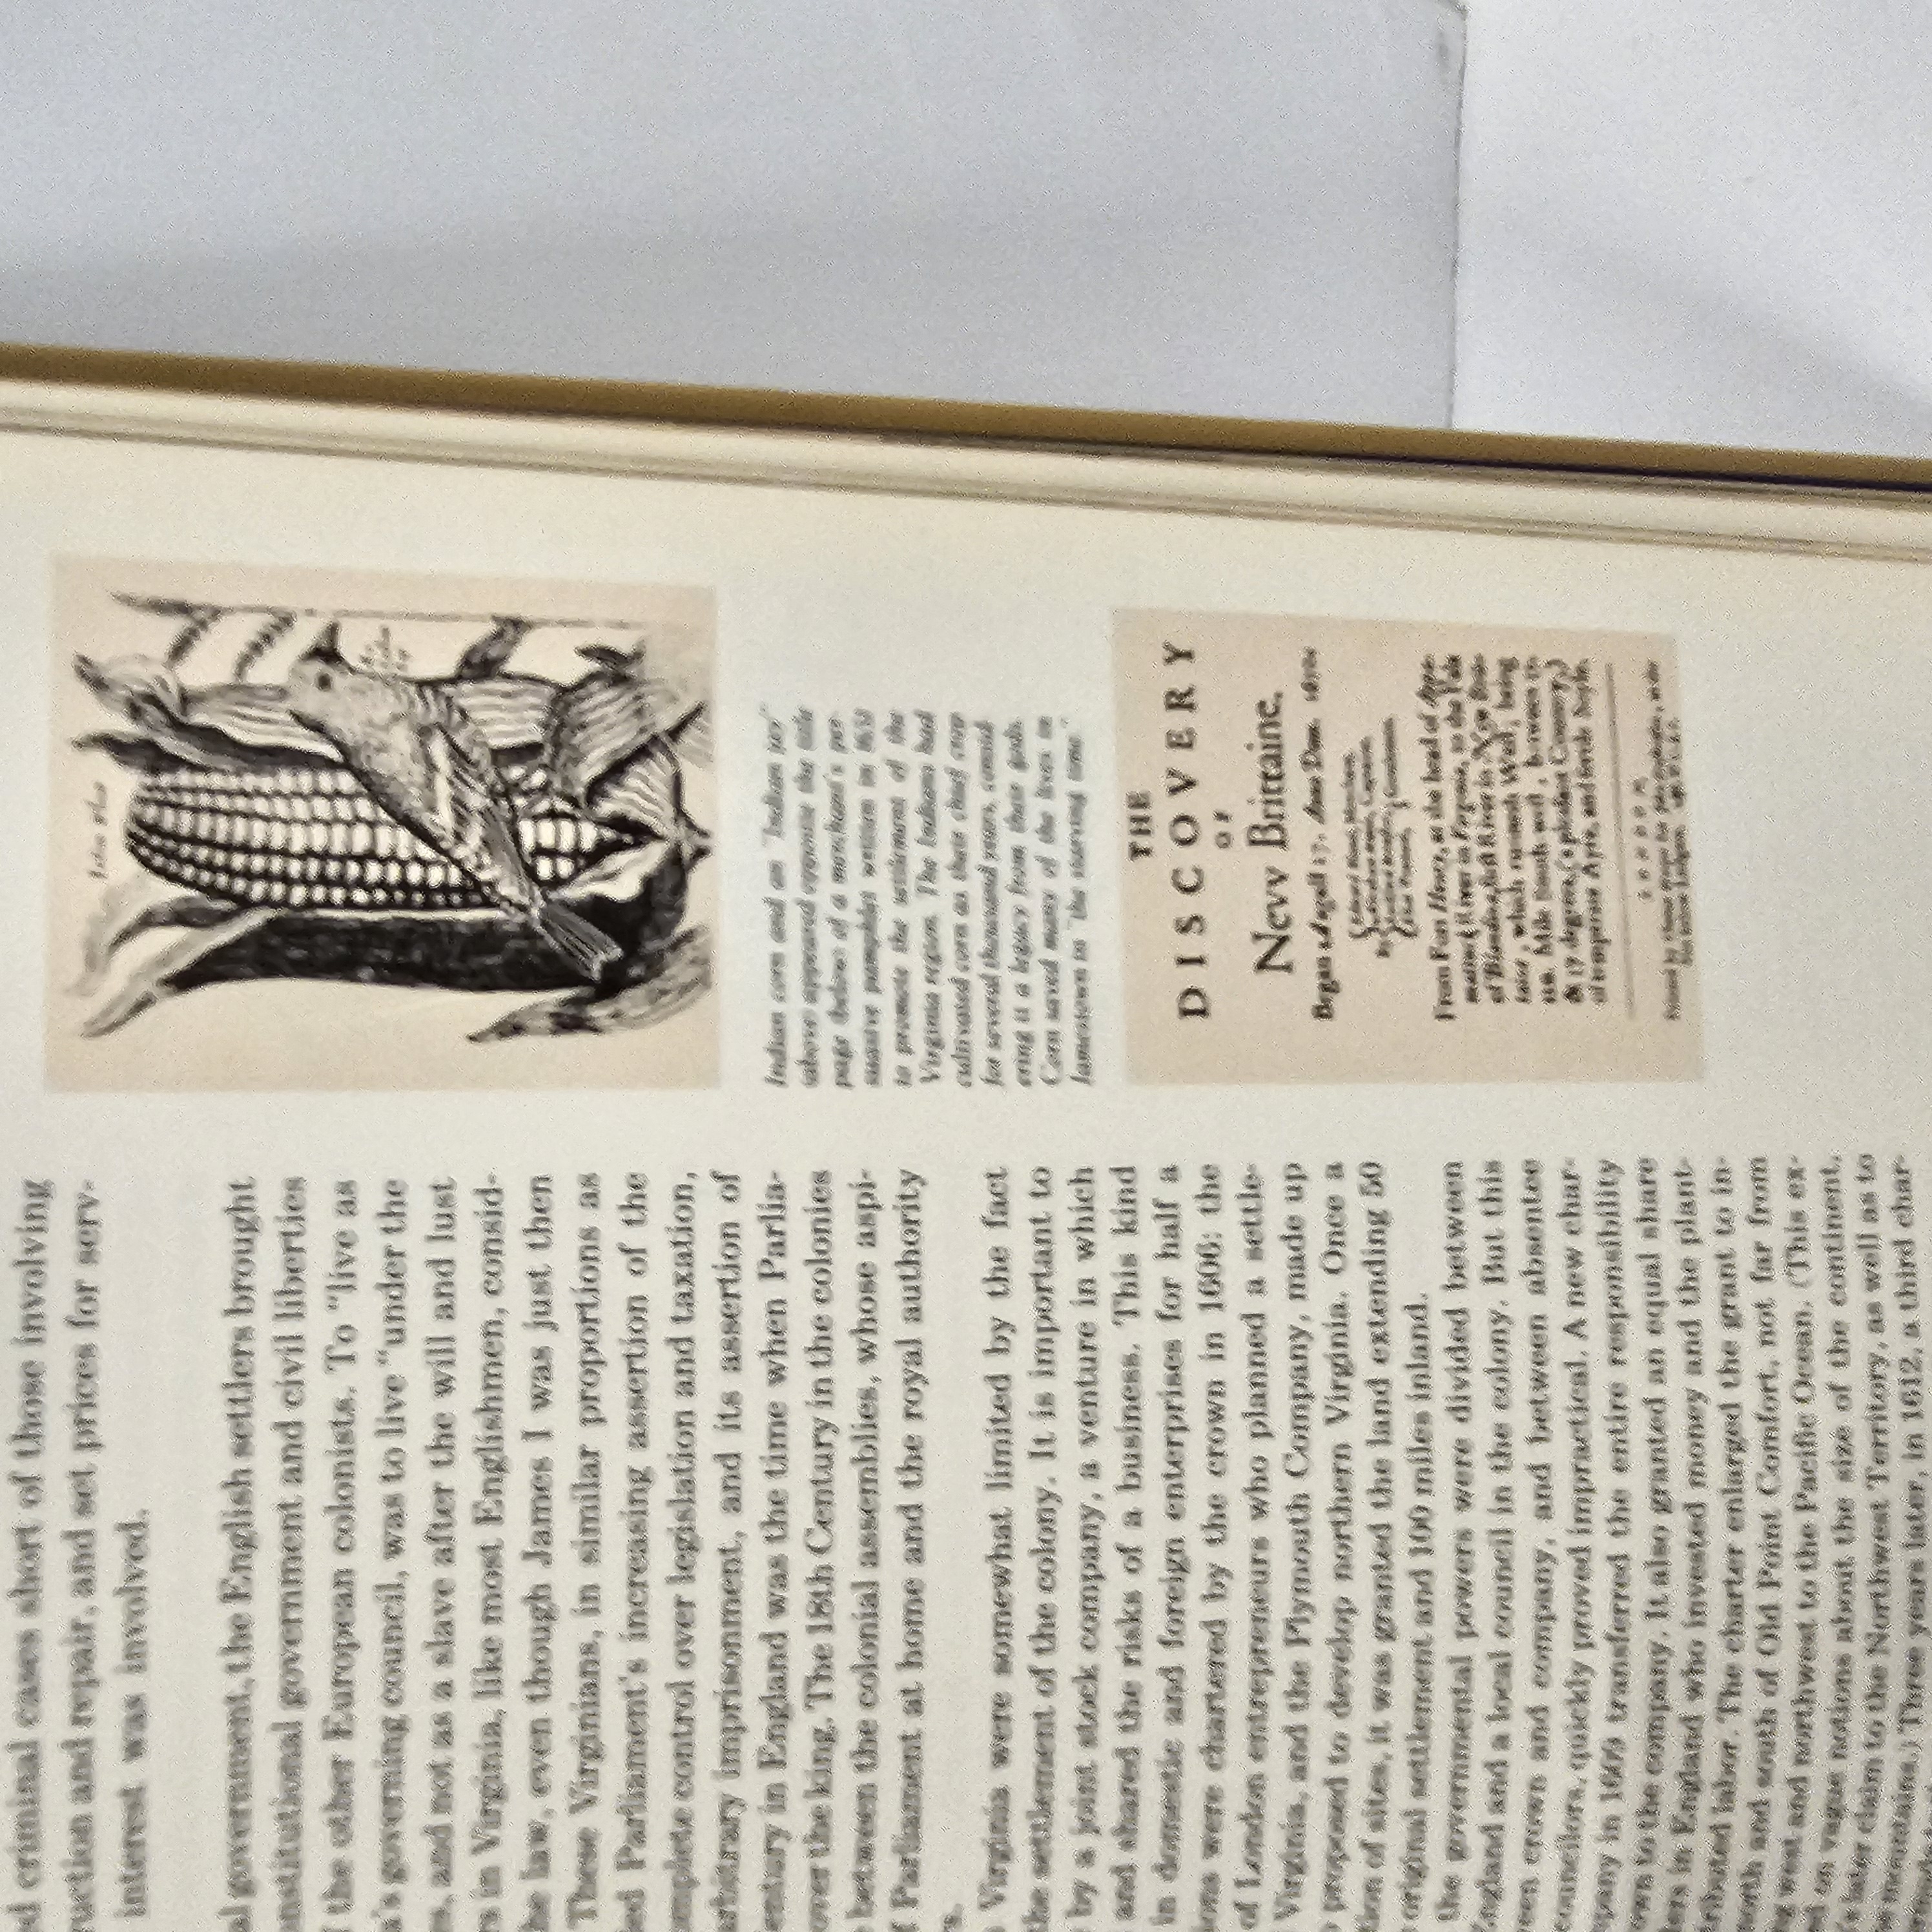 ed criminal cases short of those involving
ruction and repair, and set prices for serv-
interest was involved.
al government, the English settlers brought
onstitutional government and civil liberties
f the other European colonists. To "live as
a's governing council, was to live "under the
es, and not as a slave after the will and lust
rs in Virginia, like most Englishmen, consid-
he law, even though James I was just then
These Virginians, in similar proportions as
ied Parliament's increasing assertion of the
omplete control over legislation and taxation,
arbitrary imprisonment, and its assertion of
Century in England was the time when Parlia-
over the king. The 18th Century in the colonies
between the colonial assemblies, whose aspi-
f Parliament at home and the royal authority
rs.
Virginia were somewhat limited by the fact
the settlement of the colony. It is important to
by a joint stock company, a venture in which
and shared the risks of a business. This kind
in domestic and foreign enterprises for half a
ions were chartered by the crown in 1606: the
of London entrepreneurs who planned a settle-
Virginia, and the Plymouth Company, made up
proposed to develop northern Virginia. Once a
tion of sites, it was granted the land extending 50
original settlement and 100 miles inland.
the governmental powers were divided between
England and a local council in the colony. But this
een crown and company, and between absentee
councilors, quickly proved impractical. A new char-
mpany in 1609 transferred the entire responsibility
own to the company. It also granted an equal share
ers in England who invested money and the plant-
tributed labor. The charter enlarged the grant to in-
north and south of Old Point Comfort, not far from
ng west and northwest to the Pacific Ocean. (This ex-
ed on vague notions about the size of the continent,
's later claim to the Northwest Territory, as well as to
he mountains.) Three years later, in 1612, a third char-
Indian corn and an "Indian jay"
(above) appeared opposite the title
page (below) of a merchant's per-
suasive pamphlet written in 1651
to promote the settlement of the
Virginia region. The Indians had
cultivated corn as their chief crop
for several thousand years, consid-
ering it a legacy from their gods.
Corn saved many of the lives in
Jamestown in "the starving time."
THE
DISCOVERY
OF
Nevv Brittaine.
Began August 17. Anno Dom. 1650.
From Fort Henry, at the head of Appa-
mattuck River in Virginia, to the Fals
of Blandina, first River in New Brit-
taine, which runneth West, being
120. Mile South-west, between 35.
& 37 degrees, (a pleasant Country,)
of temperate Ayre, and fertile Soyle.
LONDON,